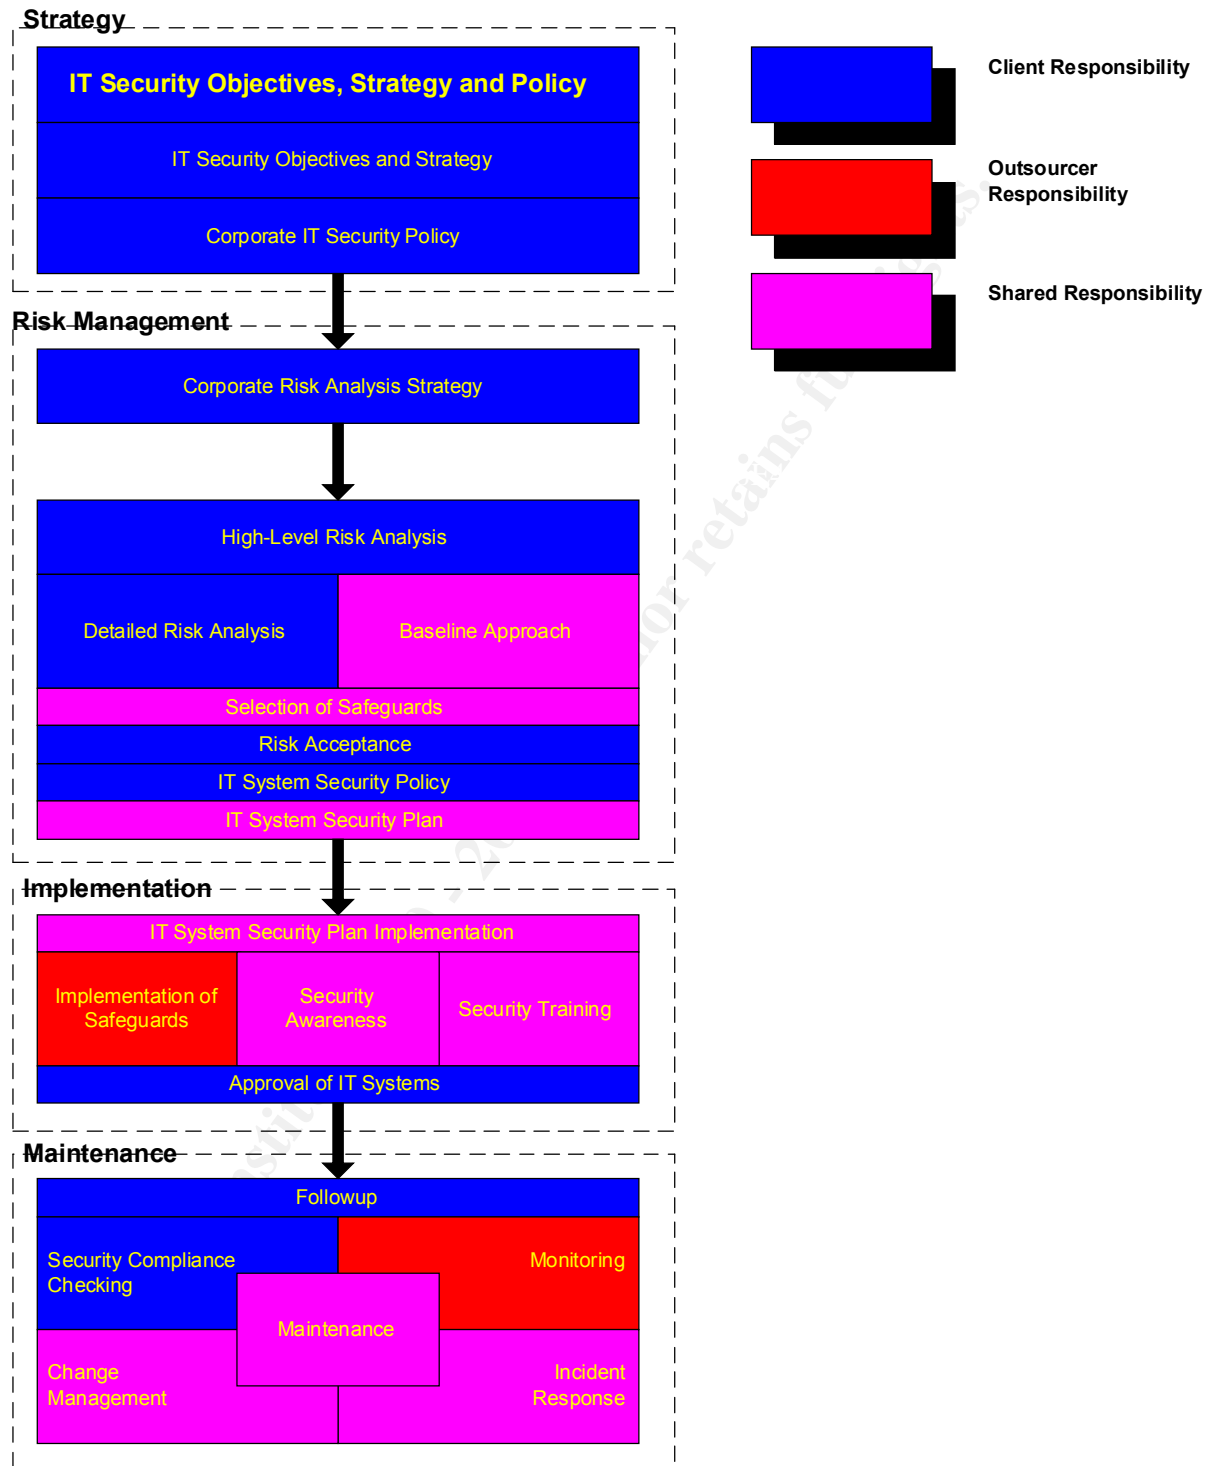 Strategy
IT Security Objectives, Strategy and Policy
IT Security Objectives and Strategy
Corporate IT Security Policy
Client Responsibility
Outsourcer
Responsibility
Shared Responsibility
Risk Management
Corporate Risk Analysis Strategy
High-Level Risk Analysis
Detailed Risk Analysis
Baseline Approach
Selection of Safeguards
Risk Acceptance
IT System Security Policy
IT System Security Plan
Implementation
IT System Security Plan Implementation
Implementation of
Safeguards
Security
Awareness
Security Training
Approval of IT Systems
Maintenance
Followup
Security Compliance
Checking
Monitoring
Maintenance
Change
Management
Incident
Response
retains